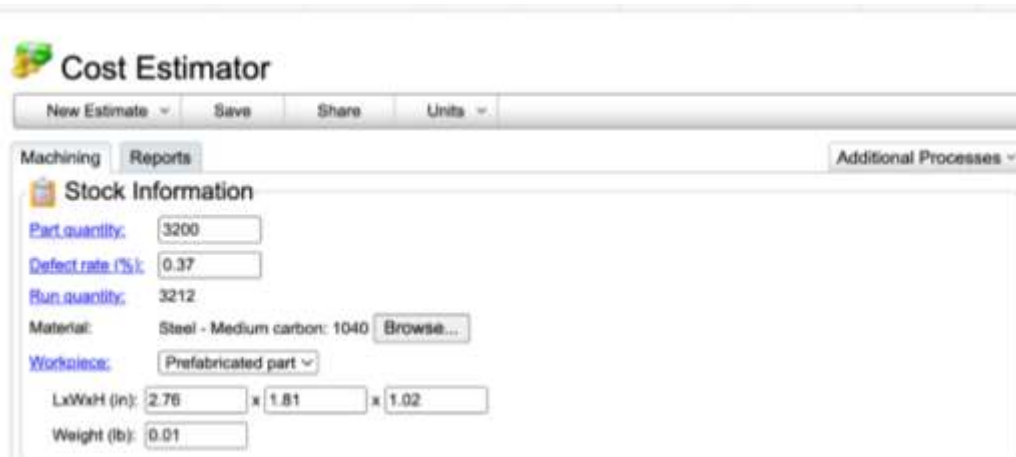 Cost Estimator
New Estimate Save Share Units
Machining Reports Additional Processes
Stock Information
Part quantity: 3200
Defect rate (%): 0.37
Run quantity: 3212
Material: Steel - Medium carbon: 1040 Browse...
Workpiece: Prefabricated part
LxWxH (in): 2.76 x 1.81 x 1.02
Weight (lb): 0.01